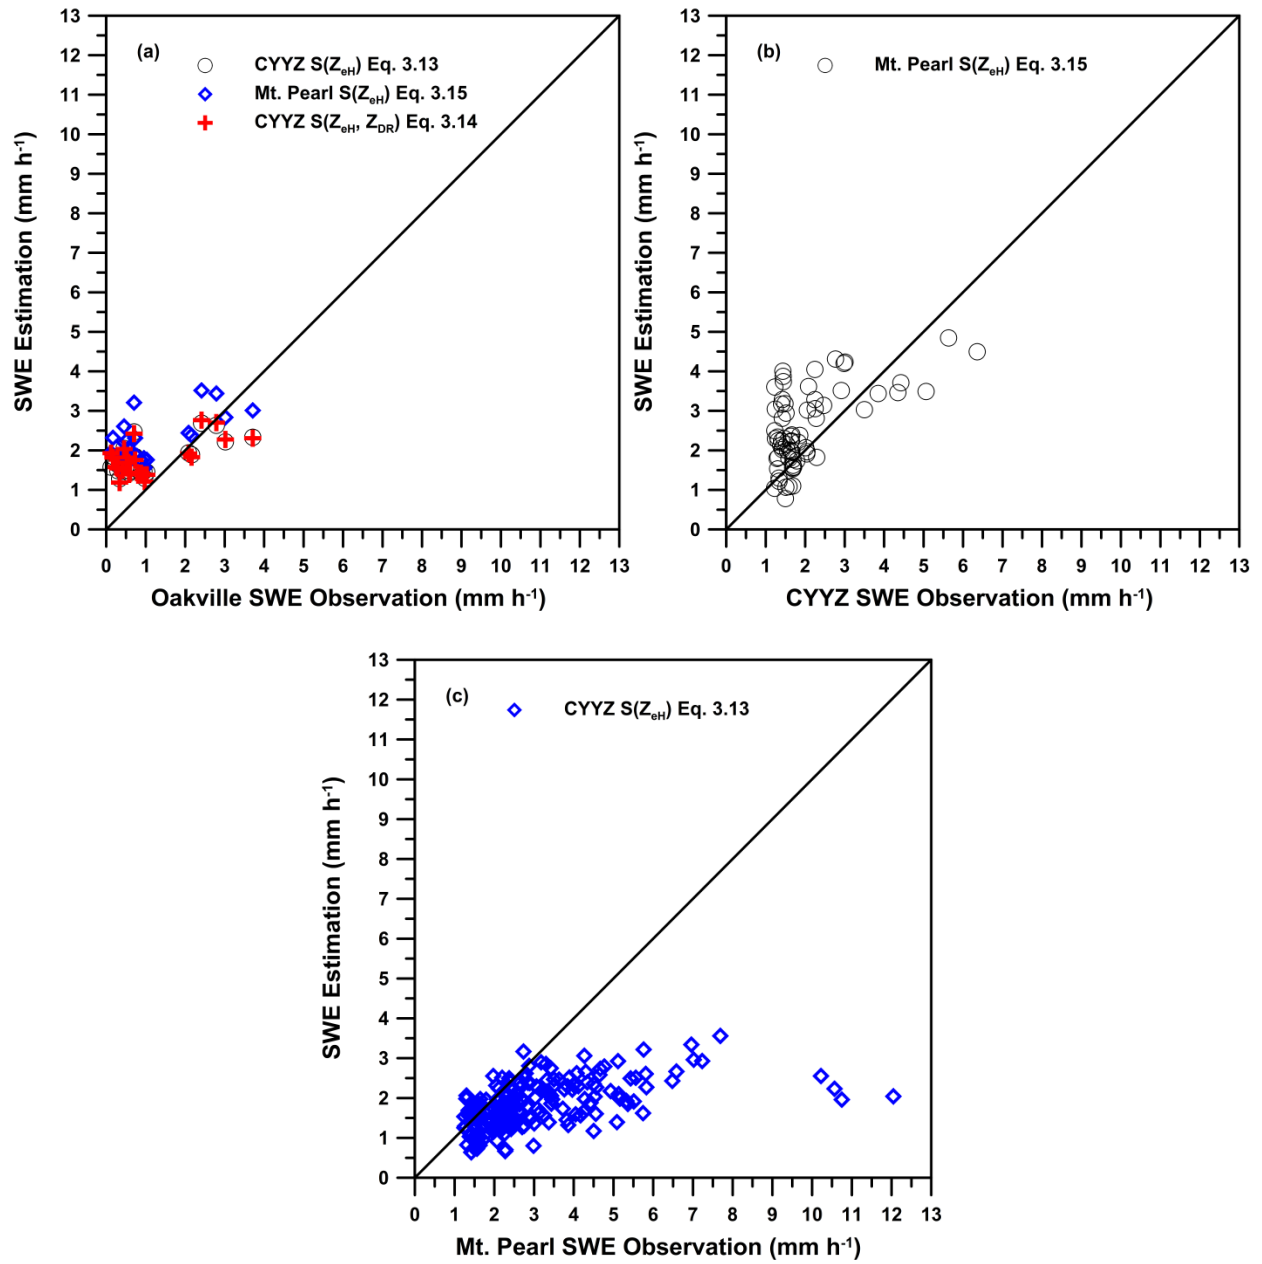 (a)
CYYZ S(ZeH) Eq. 3.13
Mt. Pearl S(ZeH) Eq. 3.15
CYYZ S(ZeH, ZDR) Eq. 3.14
SWE Estimation (mm h-1)
13
12
11
10
9
8
7
6
5
4
3
2
1
0
0 1 2 3 4 5 6 7 8 9 10 11 12 13
Oakville SWE Observation (mm h-1)
(b)
Mt. Pearl S(ZeH) Eq. 3.15
SWE Estimation (mm h-1)
13
12
11
10
9
8
7
6
5
4
3
2
1
0
0 1 2 3 4 5 6 7 8 9 10 11 12 13
CYYZ SWE Observation (mm h-1)
(c)
CYYZ S(ZeH) Eq. 3.13
SWE Estimation (mm h-1)
13
12
11
10
9
8
7
6
5
4
3
2
1
0
0 1 2 3 4 5 6 7 8 9 10 11 12 13
Mt. Pearl SWE Observation (mm h-1)